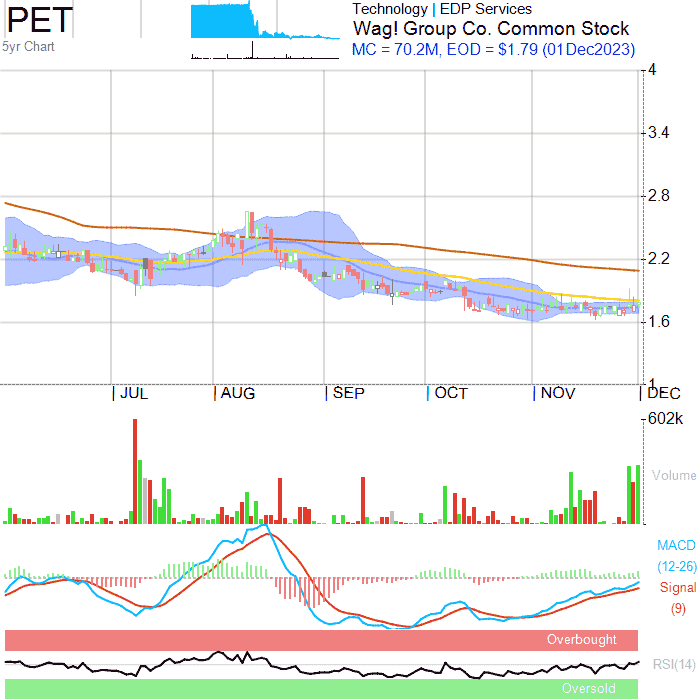 PET
5yr Chart
Technology | EDP Services
Wag! Group Co. Common Stock
MC = 70.2M, EOD = $1.79 (01Dec2023)
4
3.4
2.8
2.2
1.6
1
JUL AUG SEP OCT NOV DEC
602k
Volume
MACD
(12-26)
Signal
(9)
Overbought
RSI(14)
Oversold